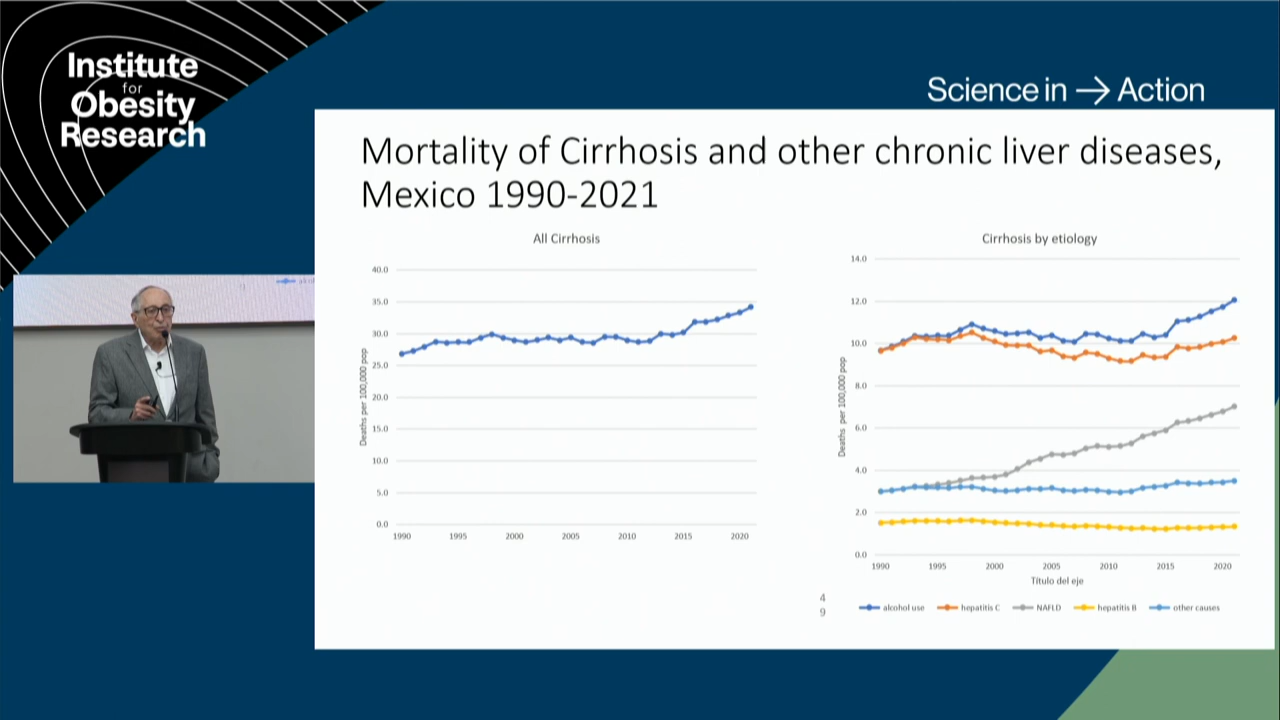 Institute
for
Obesity
Research
Science in → Action
Mortality of Cirrhosis and other chronic liver diseases,
Mexico 1990-2021
All Cirrhosis
Deaths per 100,000 pop
40.0
35.0
30.0
25.0
20.0
15.0
10.0
5.0
0.0
1990 1995 2000 2005 2010 2015 2020
Cirrhosis by etiology
Deaths per 100,000 pop
14.0
12.0
10.0
8.0
6.0
4.0
2.0
0.0
1990 1995 2000 2005 2010 2015 2020
Título del eje
alcohol use hepatitis C NAFLD hepatitis B other causes
4
9